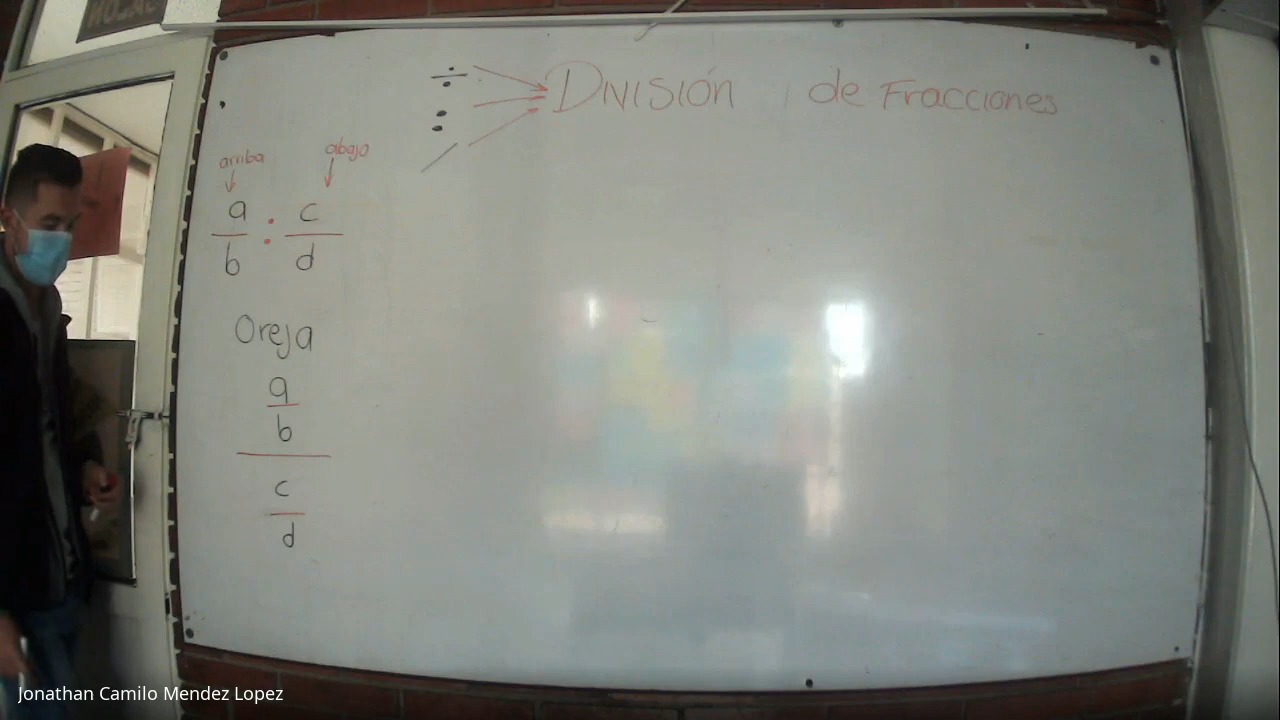 ÷
: División de Fracciones
/
arriba abajo
a/b : c/d
Oreja
a
b
c
d
Jonathan Camilo Mendez Lopez